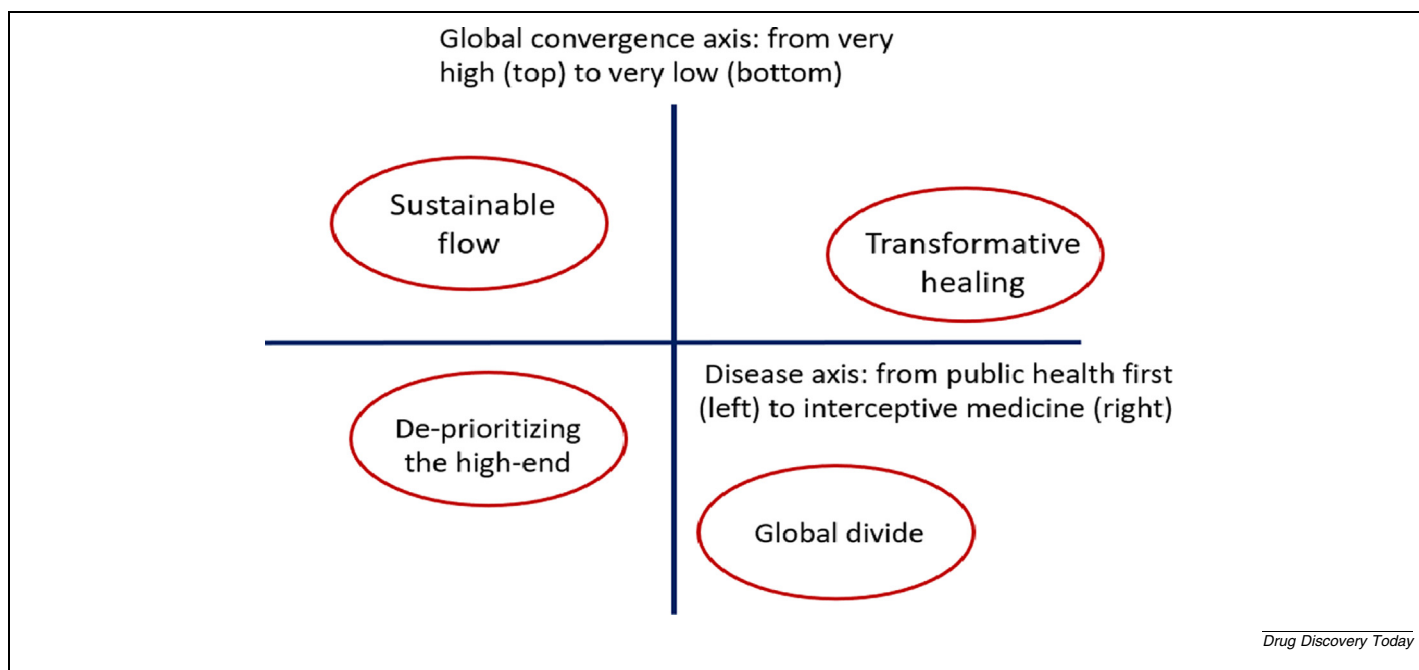 Global convergence axis: from very
high (top) to very low (bottom)
Sustainable
flow
Transformative
healing
Disease axis: from public health first
(left) to interceptive medicine (right)
De-prioritizing
the high-end
Global divide
Drug Discovery Today